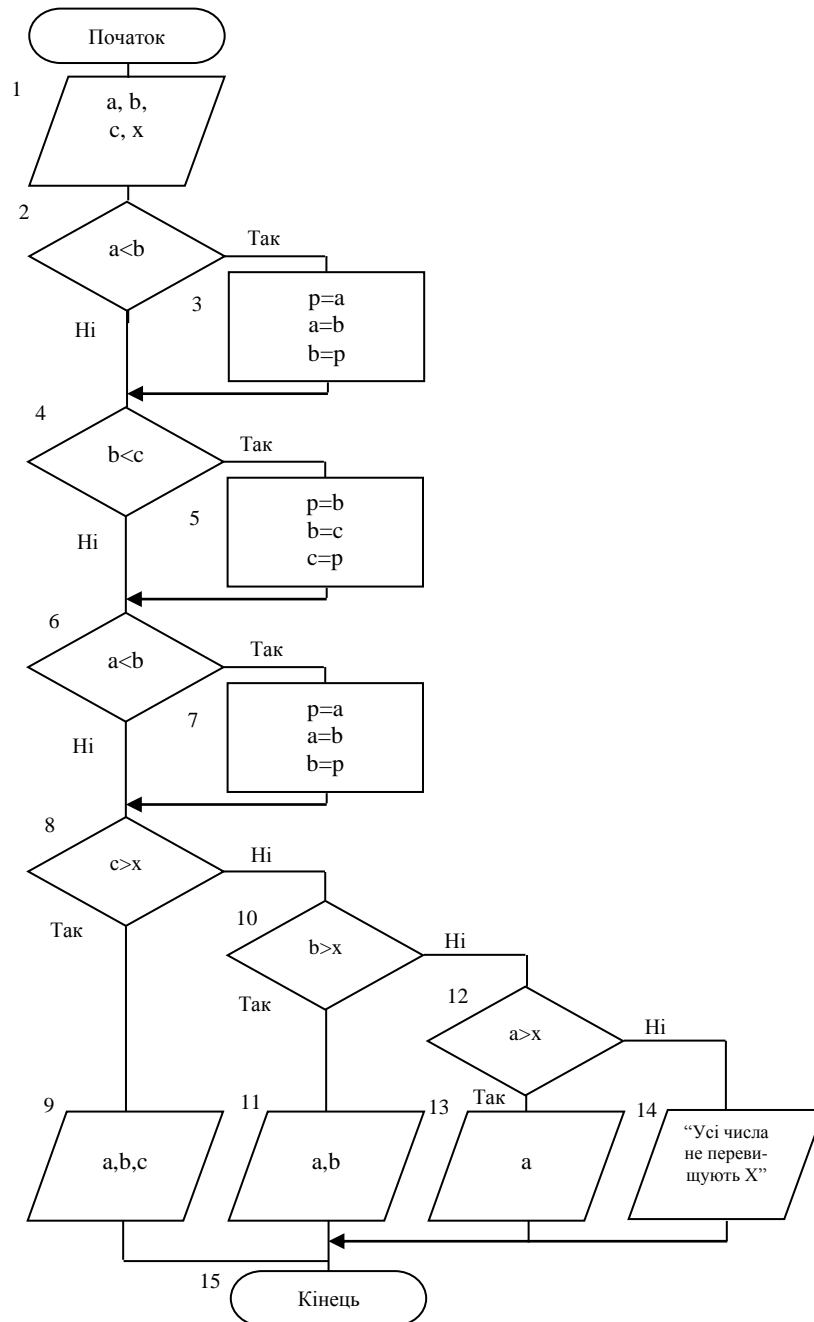 Початок
1
a, b,
c, x
2
a<b
Так
Ні
3
p=a
a=b
b=p
4
b<c
Так
Ні
5
p=b
b=c
c=p
6
a<b
Так
Ні
7
p=a
a=b
b=p
8
c>x
Ні
Так
10
b>x
Ні
Так
12
a>x
Ні
Так
9
a,b,c
11
a,b
13
a
14
“Усі числа
не переви-
щують X”
15
Кінець